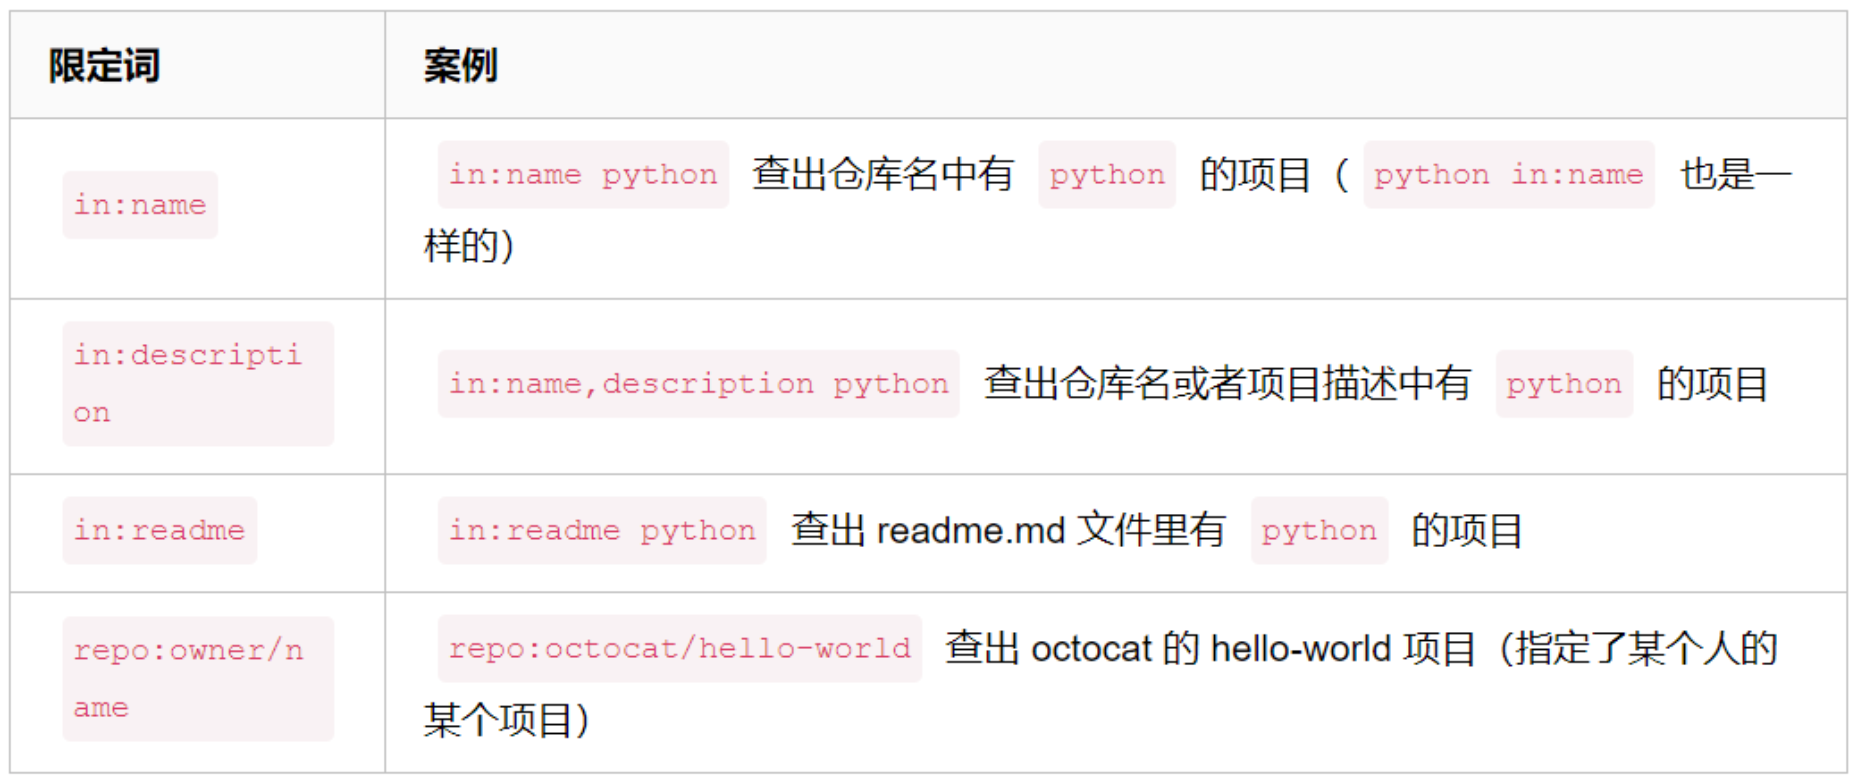 限定词 案例
in:name
in:name python 查出仓库名中有 python 的项目（ python in:name 也是一
样的）
in:descripti
on
in:name,description python 查出仓库名或者项目描述中有 python 的项目
in:readme
in:readme python 查出 readme.md 文件里有 python 的项目
repo:owner/n
ame
repo:octocat/hello-world 查出 octocat 的 hello-world 项目（指定了某个人的
某个项目）